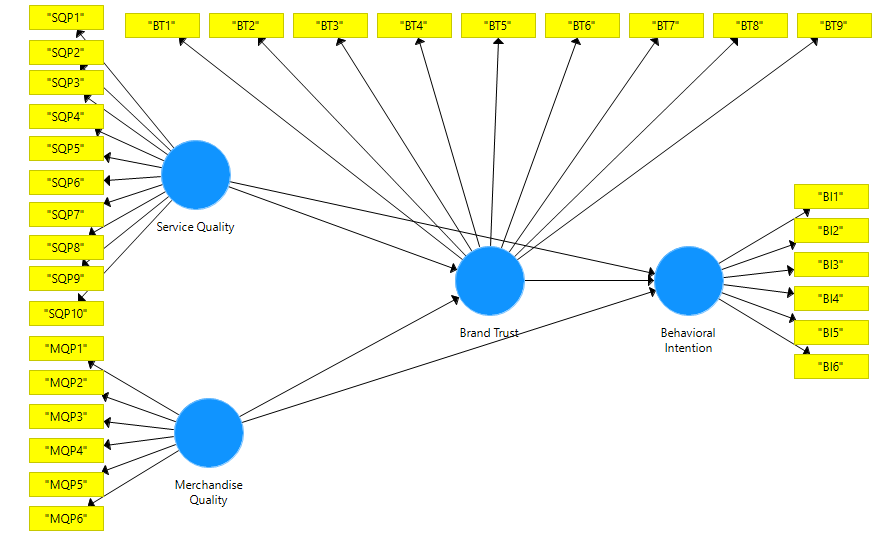 "SQP1"
"BT1" "BT2" "BT3" "BT4" "BT5" "BT6" "BT7" "BT8" "BT9"
"SQP2"
"SQP3"
"SQP4"
"SQP5"
"SQP6"
"SQP7"
"SQP8"
"SQP9"
"SQP10"
Service Quality
"MQP1"
"MQP2"
"MQP3"
"MQP4"
"MQP5"
"MQP6"
Merchandise
Quality
Brand Trust
Behavioral
Intention
"BI1"
"BI2"
"BI3"
"BI4"
"BI5"
"BI6"